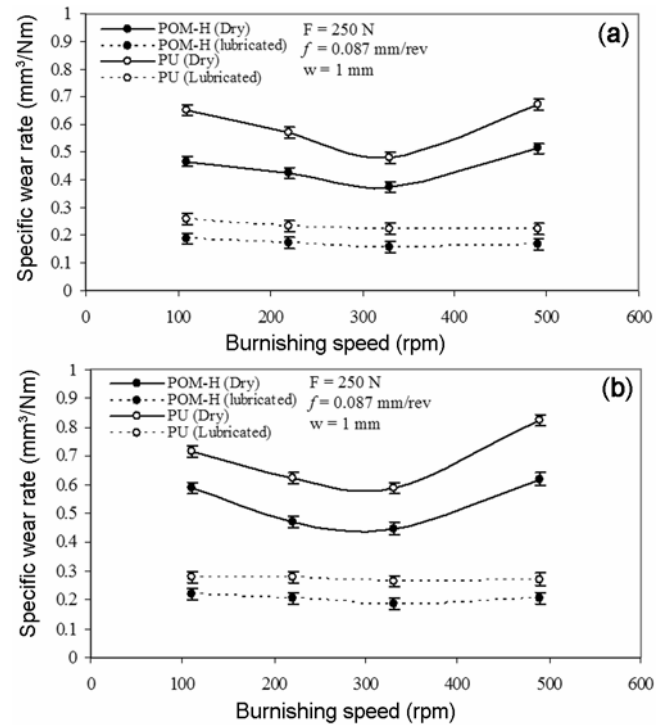 POM-H (Dry)
POM-H (lubricated)
PU (Dry)
PU (Lubricated)
F = 250 N
f = 0.087 mm/rev
w = 1 mm
(a)
Specific wear rate (mm³/Nm)
1
0.9
0.8
0.7
0.6
0.5
0.4
0.3
0.2
0.1
0
0 100 200 300 400 500 600
Burnishing speed (rpm)
POM-H (Dry)
POM-H (lubricated)
PU (Dry)
PU (Lubricated)
F = 250 N
f = 0.087 mm/rev
w = 1 mm
(b)
Specific wear rate (mm³/Nm)
1
0.9
0.8
0.7
0.6
0.5
0.4
0.3
0.2
0.1
0
0 100 200 300 400 500 600
Burnishing speed (rpm)